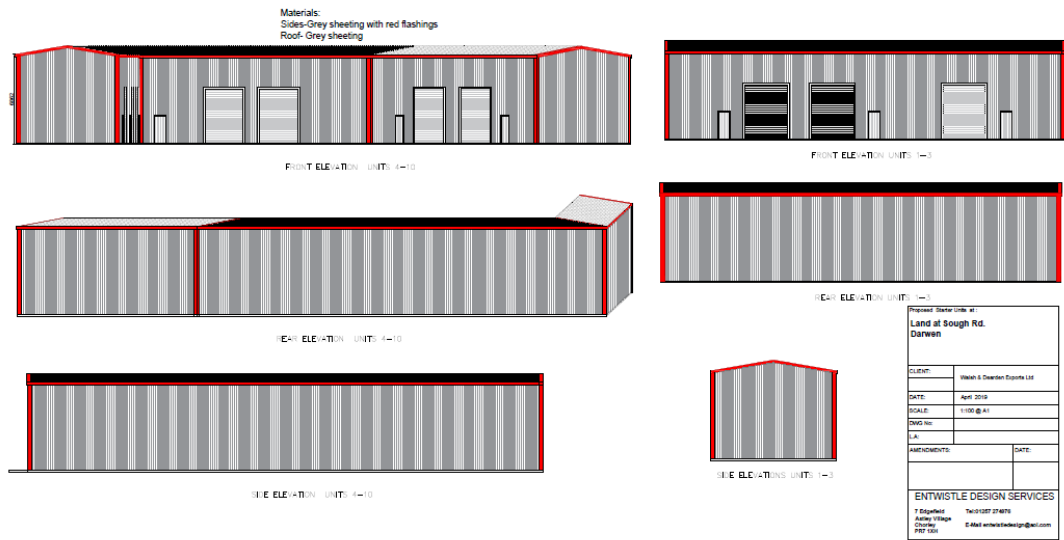 Materials:
Sides-Grey sheeting with red flashings
Roof- Grey sheeting
FRONT ELEVATION UNITS 4-10
FRONT ELEVATION UNITS 1-3
REAR ELEVATION UNITS 4-10
REAR ELEVATION UNITS 1-3
SIDE ELEVATION UNITS 4-10
SIDE ELEVATIONS UNITS 1-3
Proposed Starter Units at :
Land at Sough Rd.
Darwen
CLIENT:
Walsh & Dearden Exports Ltd
DATE: April 2019
SCALE: 1:100 @ A1
DWG No:
L.A:
AMENDMENTS: DATE:
ENTWISTLE DESIGN SERVICES
7 Edgefield Tel:01257 274976
Astley Village
Chorley E-Mail entwistledesign@aol.com
PR7 1XH